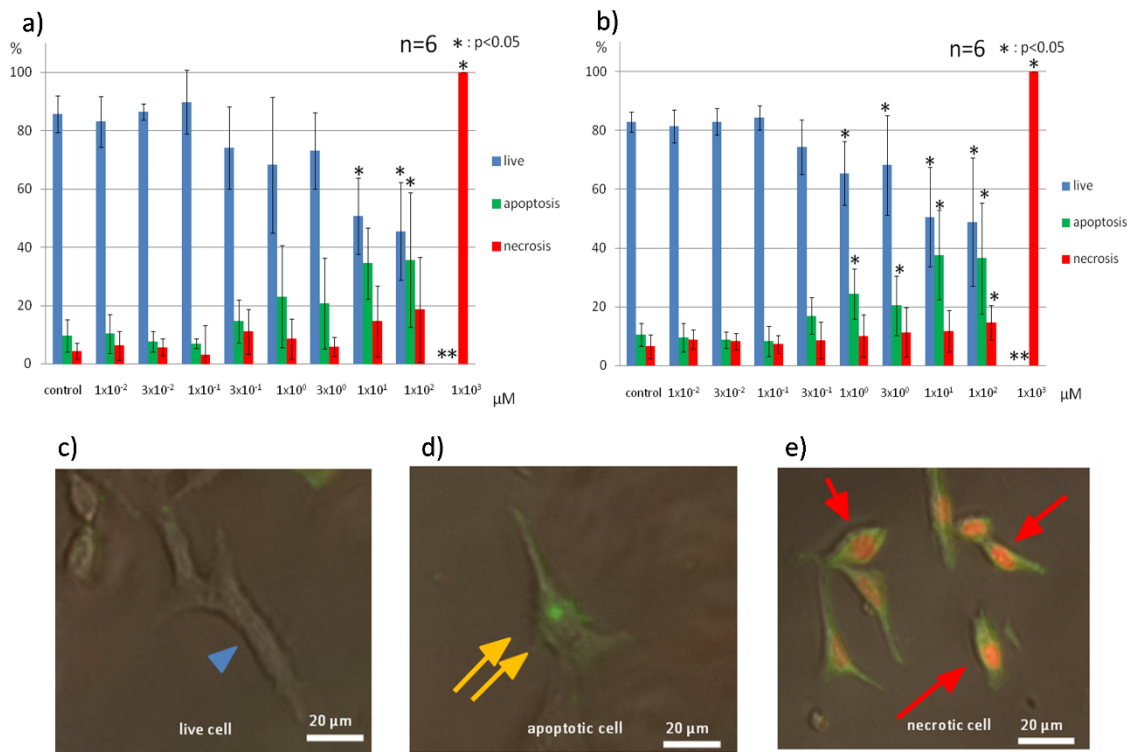 a)
n=6 * : p<0.05
%
100
80
60
40
20
0
* * * * **
live
apoptosis
necrosis
control 1x10⁻² 3x10⁻² 1x10⁻¹ 3x10⁻¹ 1x10⁰ 3x10⁰ 1x10¹ 1x10² 1x10³
μM
b)
n=6 * : p<0.05
%
100
80
60
40
20
0
* * * * * * * * * * **
live
apoptosis
necrosis
control 1x10⁻² 3x10⁻² 1x10⁻¹ 3x10⁻¹ 1x10⁰ 3x10⁰ 1x10¹ 1x10² 1x10³
μM
c)
live cell
20 μm
d)
apoptotic cell
20 μm
e)
necrotic cell
20 μm